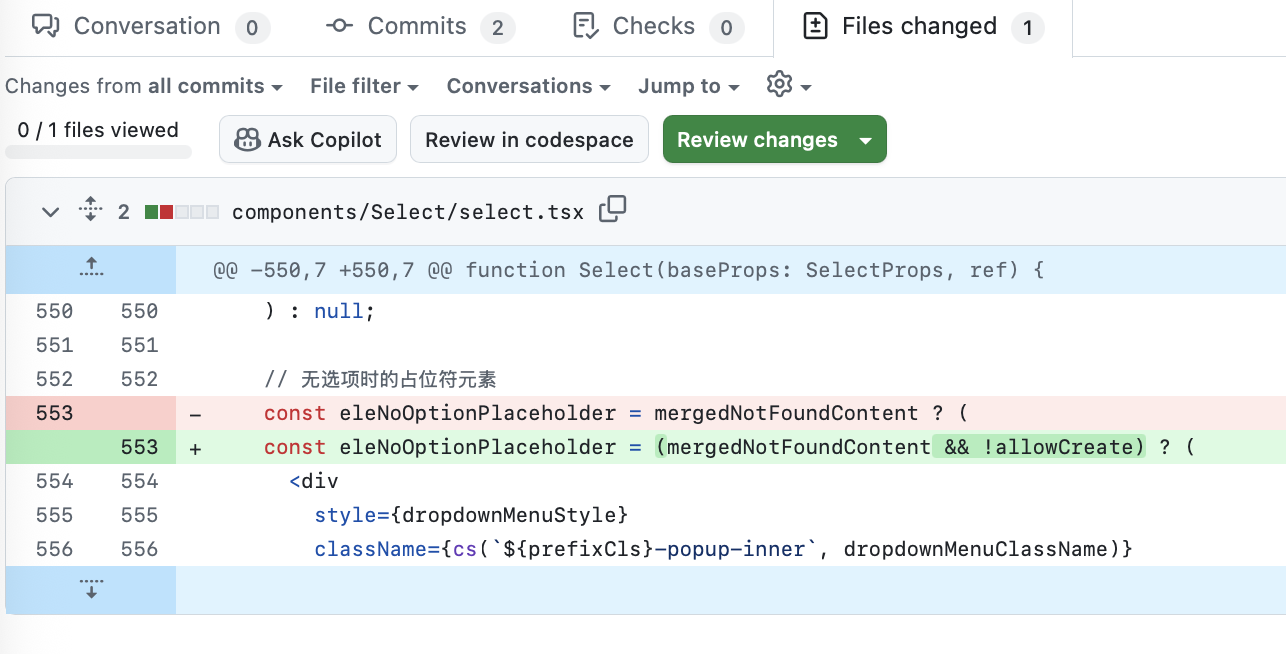 Conversation 0 Commits 2 Checks 0 Files changed 1
Changes from all commits File filter Conversations Jump to
0 / 1 files viewed Ask Copilot Review in codespace Review changes
2 components/Select/select.tsx
@@ -550,7 +550,7 @@ function Select(baseProps: SelectProps, ref) {
550 550 ) : null;
551 551
552 552 // 无选项时的占位符元素
553 - const eleNoOptionPlaceholder = mergedNotFoundContent ? (
553 + const eleNoOptionPlaceholder = (mergedNotFoundContent && !allowCreate) ? (
554 554 <div
555 555 style={dropdownMenuStyle}
556 556 className={cs(`${prefixCls}-popup-inner`, dropdownMenuClassName)}